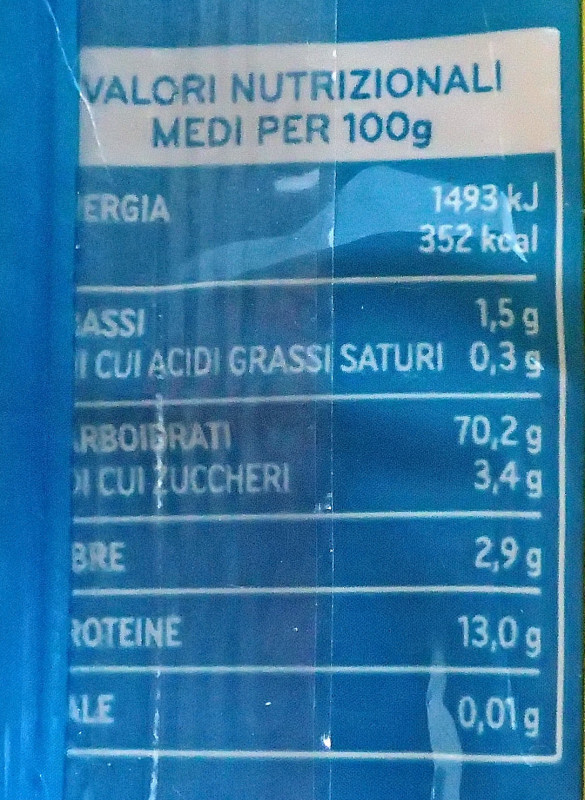 VALORI NUTRIZIONALI
MEDI PER 100g
ERGIA 1493 kJ
352 kcal
ASSI 1,5 g
I CUI ACIDI GRASSI SATURI 0,3 g
RBOIDRATI 70,2 g
DI CUI ZUCCHERI 3,4 g
BRE 2,9 g
ROTEINE 13,0 g
ALE 0,01 g